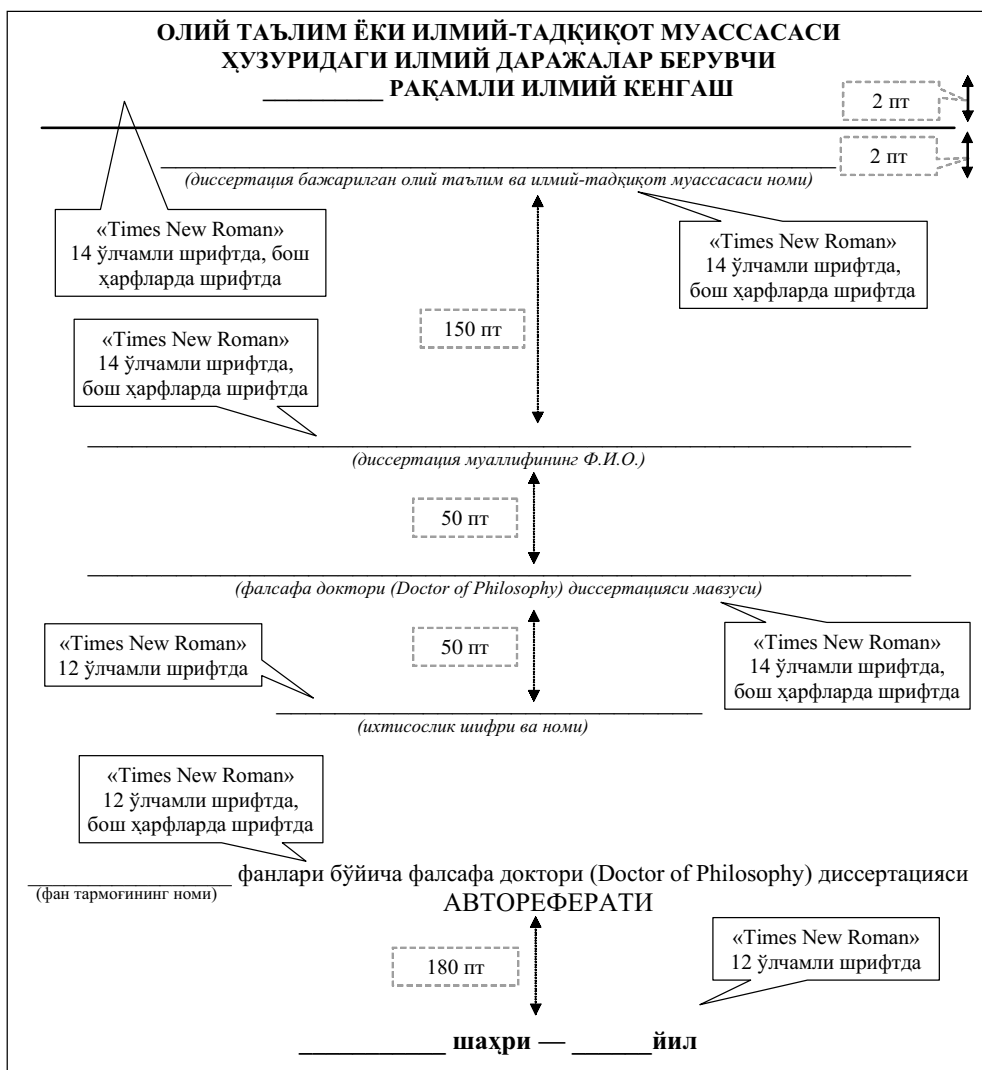 ОЛИЙ ТАЪЛИМ ЁКИ ИЛМИЙ-ТАДҚИҚОТ МУАССАСАСИ
ҲУЗУРИДАГИ ИЛМИЙ ДАРАЖАЛАР БЕРУВЧИ
_________ РАҚАМЛИ ИЛМИЙ КЕНГАШ
2 пт
2 пт
(диссертация бажарилган олий таълим ва илмий-тадқиқот муассасаси номи)
«Times New Roman»
14 ўлчамли шрифтда, бош
ҳарфларда шрифтда
«Times New Roman»
14 ўлчамли шрифтда,
бош ҳарфларда шрифтда
150 пт
«Times New Roman»
14 ўлчамли шрифтда,
бош ҳарфларда шрифтда
(диссертация муаллифининг Ф.И.О.)
50 пт
(фалсафа доктори (Doctor of Philosophy) диссертацияси мавзуси)
«Times New Roman»
12 ўлчамли шрифтда
50 пт
«Times New Roman»
14 ўлчамли шрифтда,
бош ҳарфларда шрифтда
(ихтисослик шифри ва номи)
«Times New Roman»
12 ўлчамли шрифтда,
бош ҳарфларда шрифтда
_________________ фанлари бўйича фалсафа доктори (Doctor of Philosophy) диссертацияси
(фан тармоғининг номи)
АВТОРЕФЕРАТИ
180 пт
«Times New Roman»
12 ўлчамли шрифтда
___________ шаҳри — ______йил